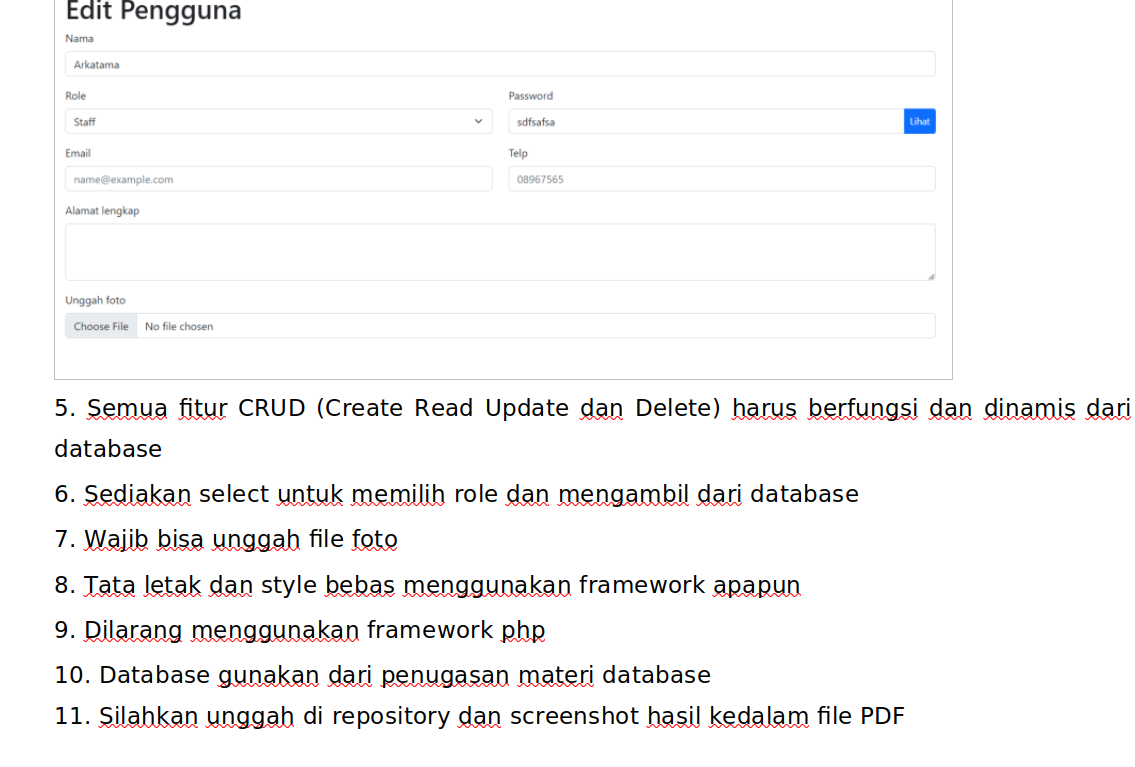 Edit Pengguna
Nama
Arkatama
Role
Password
Staff
sdfsafsa
Lihat
Email
Telp
name@example.com
08967565
Alamat lengkap
Unggah foto
Choose File
No file chosen
5. Semua fitur CRUD (Create Read Update dan Delete) harus berfungsi dan dinamis dari
database
6. Sediakan select untuk memilih role dan mengambil dari database
7. Wajib bisa unggah file foto
8. Tata letak dan style bebas menggunakan framework apapun
9. Dilarang menggunakan framework php
10. Database gunakan dari penugasan materi database
11. Silahkan unggah di repository dan screenshot hasil kedalam file PDF